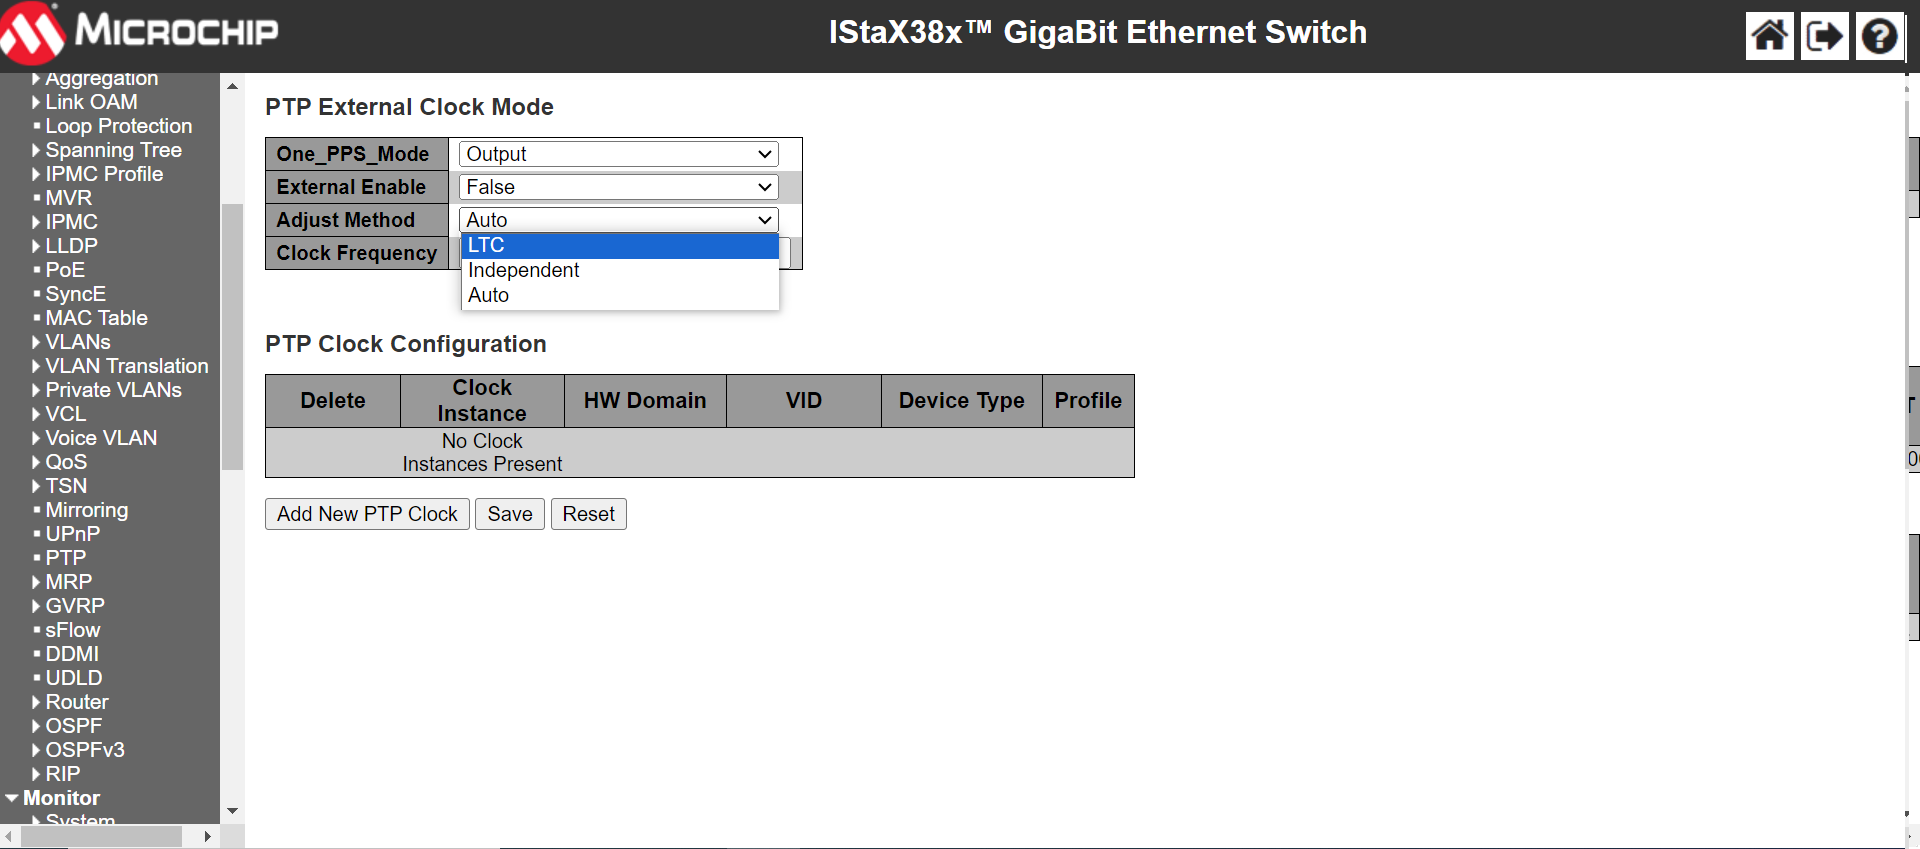 MICROCHIP
IStaX38x™ GigaBit Ethernet Switch
Aggregation
Link OAM
Loop Protection
Spanning Tree
IPMC Profile
MVR
IPMC
LLDP
PoE
SyncE
MAC Table
VLANs
VLAN Translation
Private VLANs
VCL
Voice VLAN
QoS
TSN
Mirroring
UPnP
PTP
MRP
GVRP
sFlow
DDMI
UDLD
Router
OSPF
OSPFv3
RIP
Monitor
System
PTP External Clock Mode
One_PPS_Mode Output
External Enable False
Adjust Method Auto
Clock Frequency
LTC
Independent
Auto
PTP Clock Configuration
Delete Clock Instance HW Domain VID Device Type Profile
No Clock
Instances Present
Add New PTP Clock Save Reset